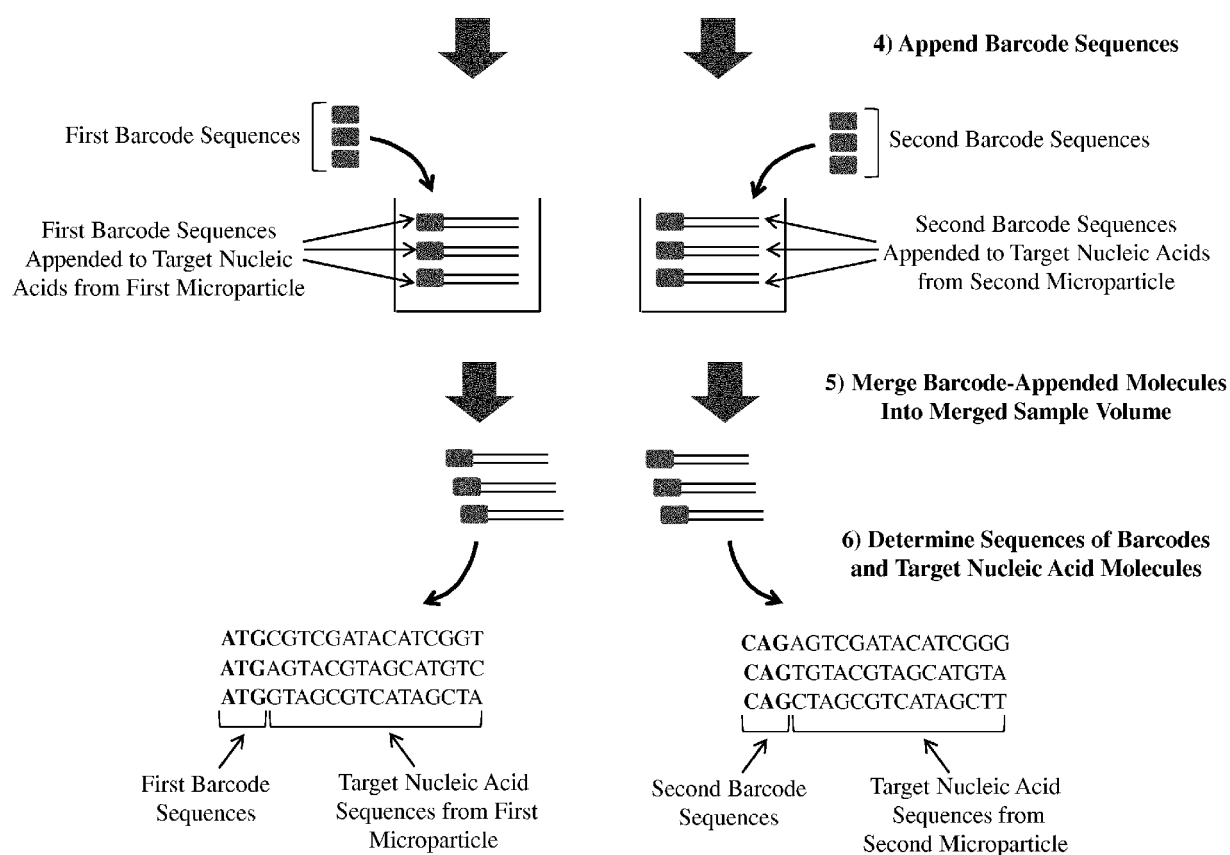 4) Append Barcode Sequences
First Barcode Sequences
Second Barcode Sequences
First Barcode Sequences
Appended to Target Nucleic
Acids from First Microparticle
Second Barcode Sequences
Appended to Target Nucleic Acids
from Second Microparticle
5) Merge Barcode-Appended Molecules
Into Merged Sample Volume
6) Determine Sequences of Barcodes
and Target Nucleic Acid Molecules
ATGCGTCGATACATCGGT
ATGAGTACGTAGCATGTC
ATGGTAGCGTCATAGCTA
CAGAGTCGATACATCGGG
CAGTGTACGTAGCATGTA
CAGCTAGCGTCATAGCTT
First Barcode
Sequences
Target Nucleic Acid
Sequences from First
Microparticle
Second Barcode
Sequences
Target Nucleic Acid
Sequences from
Second Microparticle